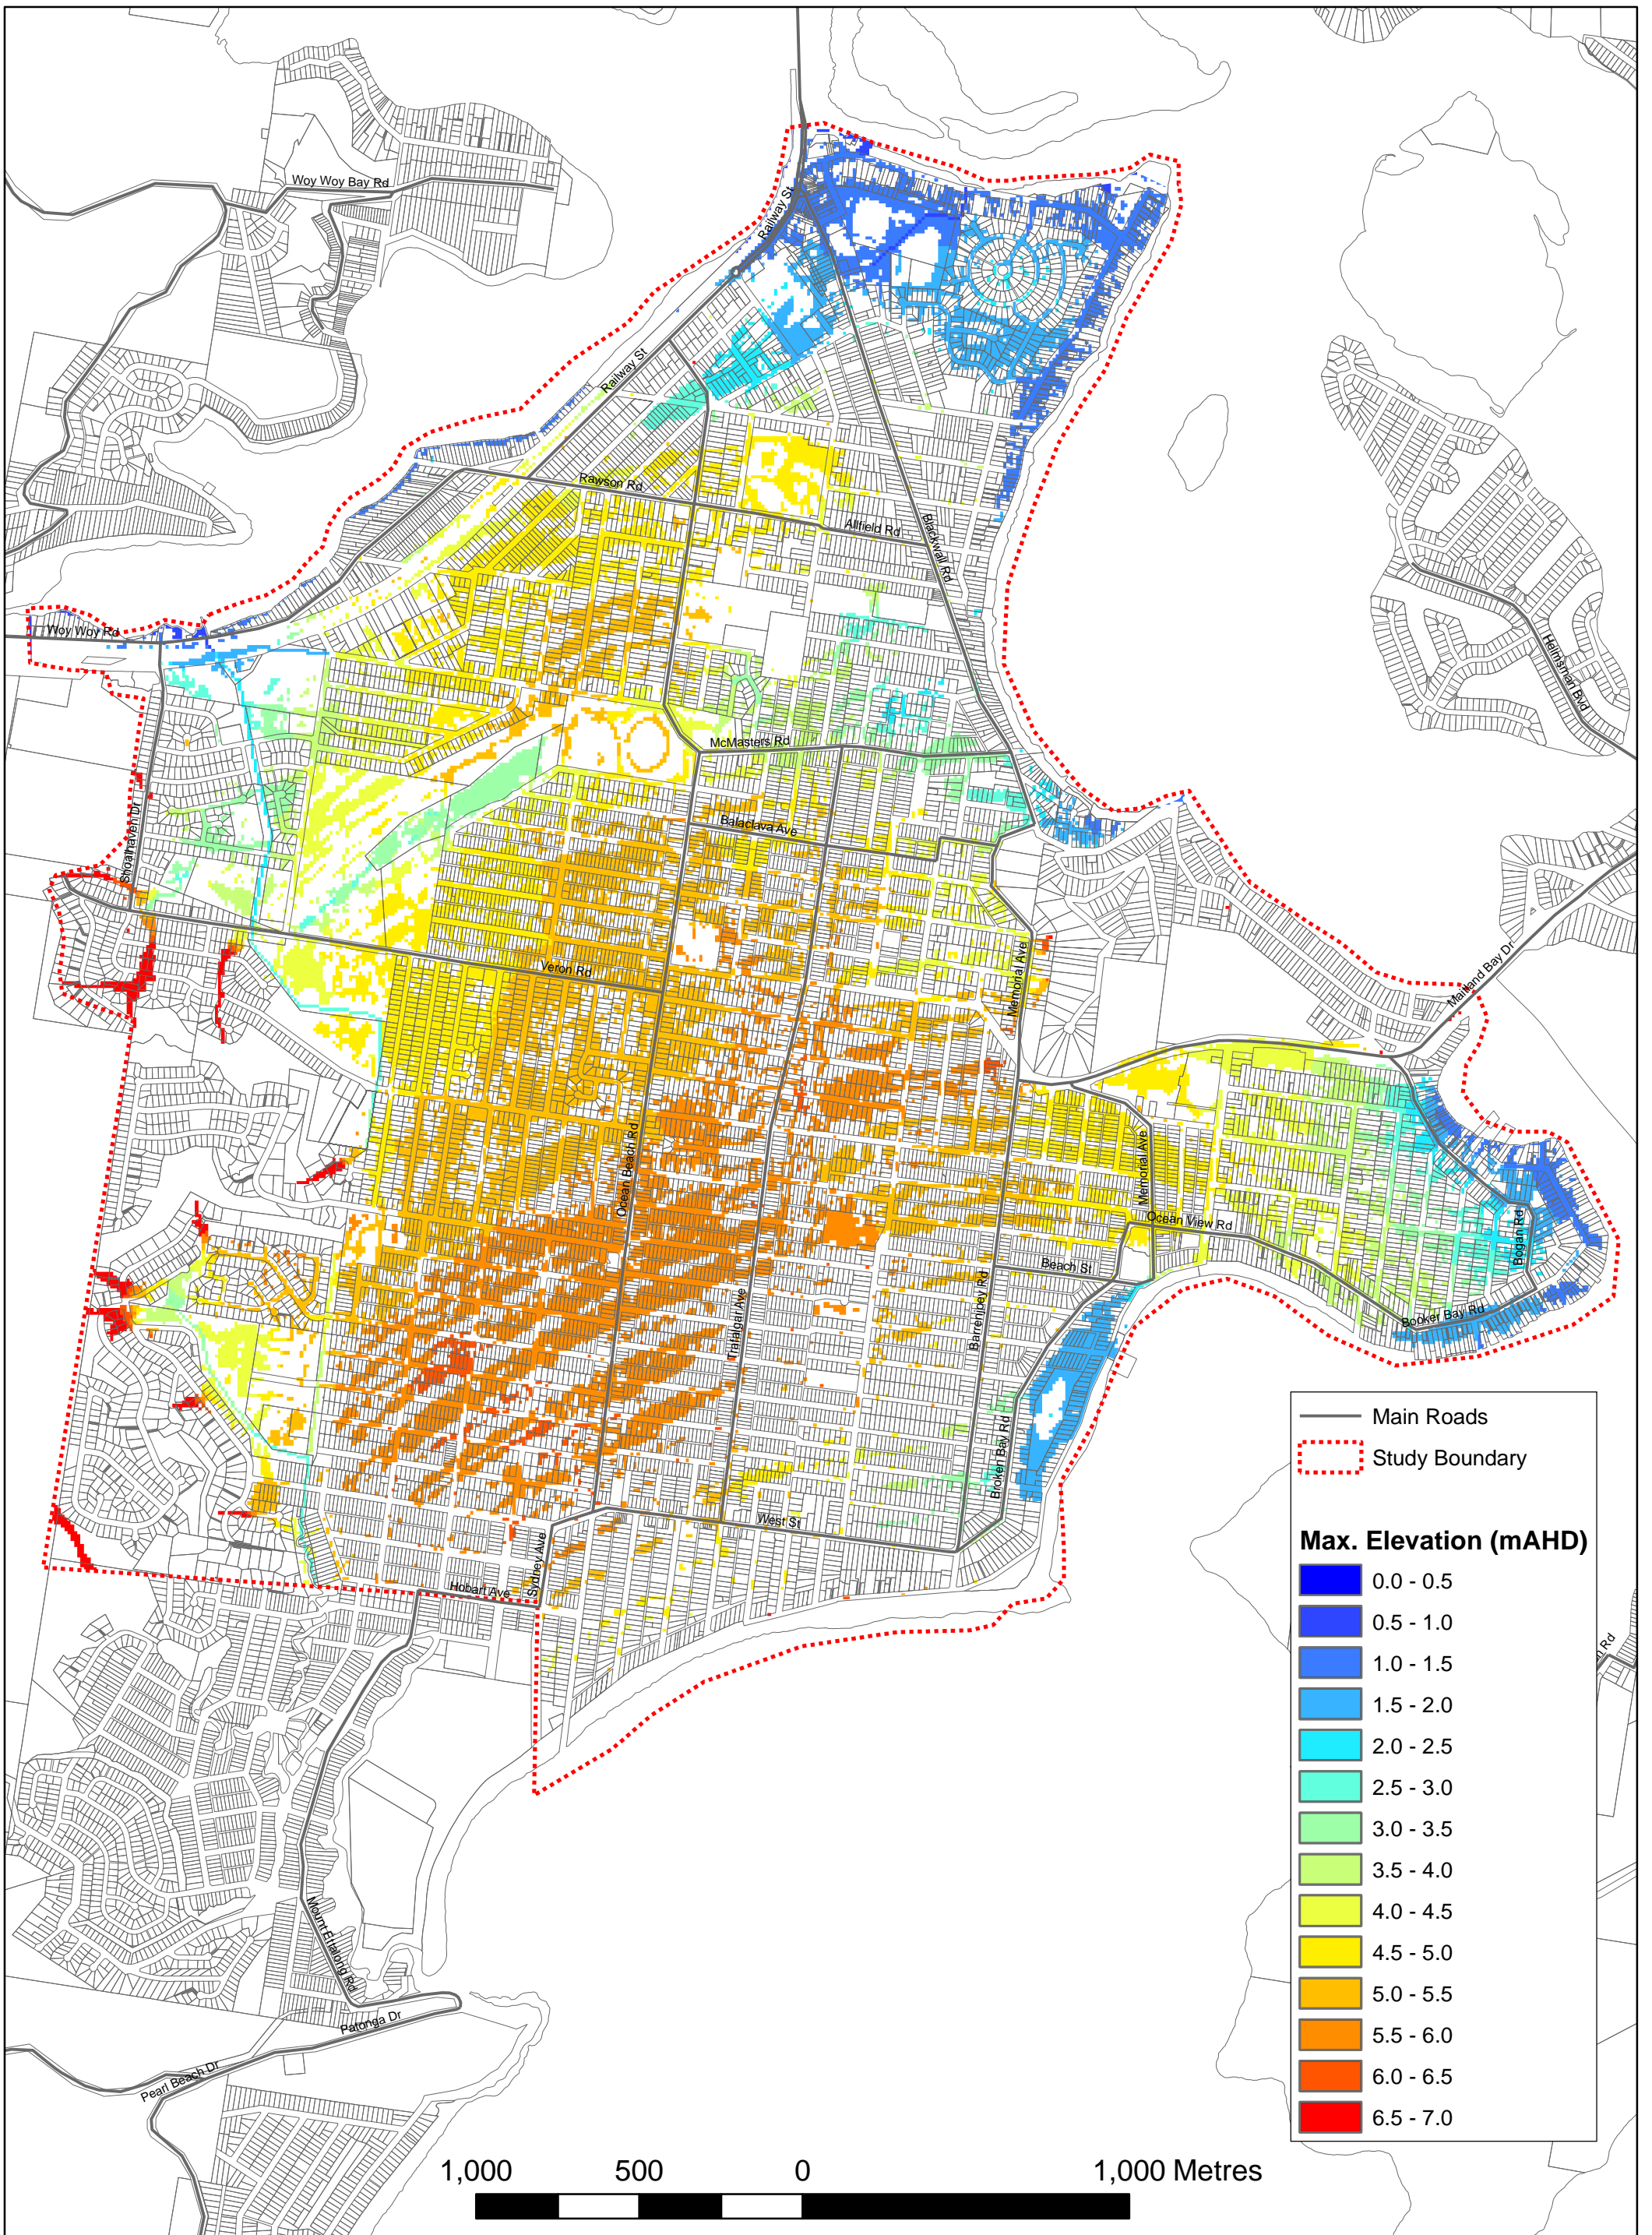 Woy Woy Bay Rd
Railway St
Railway St
Rawson Rd
Allfield Rd
Blackwall Rd
Woy Woy Rd
Helmsman Blvd
McMasters Rd
Shoalhaven Dr
Balaclava Ave
Veron Rd
Memorial Ave
Maitland Bay Dr
Ocean Beach Rd
Memorial Ave
Ocean View Rd
Bogan Rd
Beach St
Trafalgar Ave
Barrenjoey Rd
Booker Bay Rd
Broken Bay Rd
West St
Sydney Ave
Hobart Ave
Main Roads
Study Boundary
Max. Elevation (mAHD)
0.0 - 0.5
0.5 - 1.0
1.0 - 1.5
1.5 - 2.0
2.0 - 2.5
2.5 - 3.0
3.0 - 3.5
3.5 - 4.0
4.0 - 4.5
4.5 - 5.0
5.0 - 5.5
5.5 - 6.0
6.0 - 6.5
6.5 - 7.0
Rd
Mount Ettalong Rd
Patonga Dr
Pearl Beach Dr
1,000 500 0 1,000 Metres